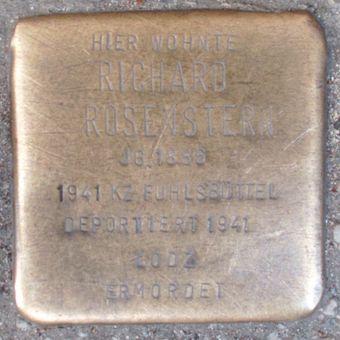 HIER WOHNTE
RICHARD
ROSENSTERN
JG.
1941 KZ FUHLSBÜTTEL
DEPORTIERT 1941
LODZ
ERMORDET